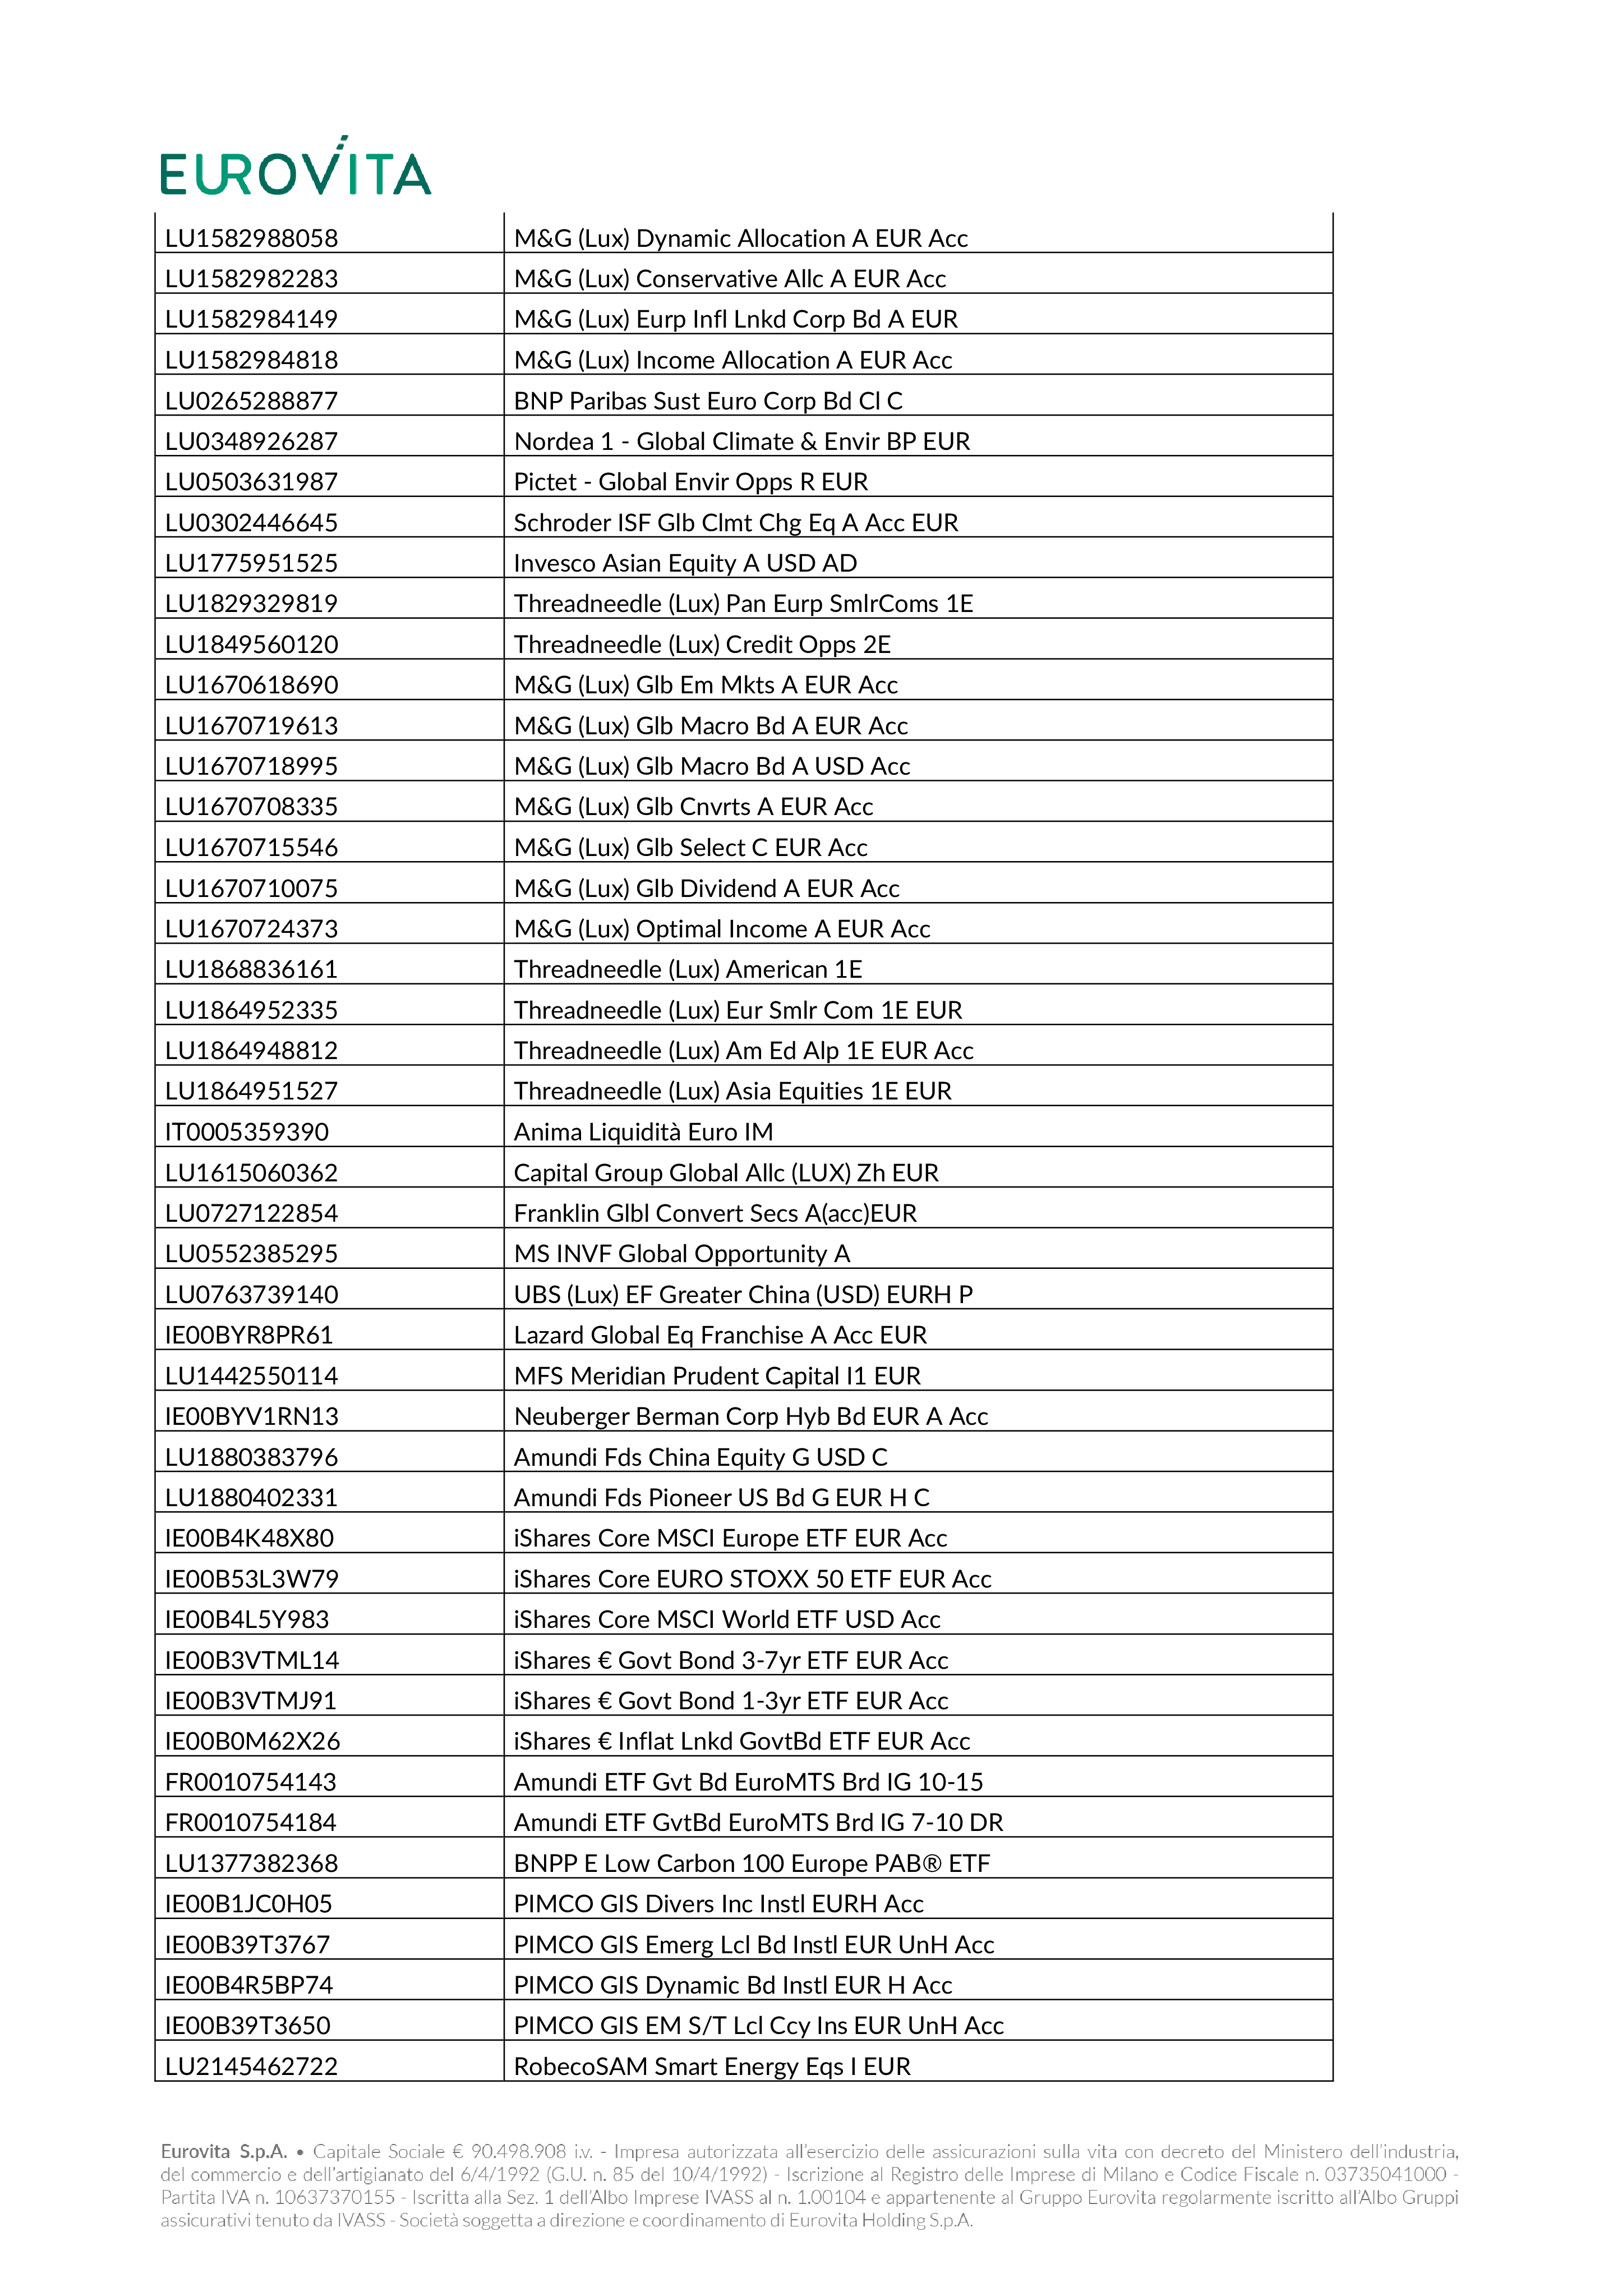 EUROVITA
LU1582988058 M&G (Lux) Dynamic Allocation A EUR Acc
LU1582982283 M&G (Lux) Conservative Allc A EUR Acc
LU1582984149 M&G (Lux) Eurp Infl Lnkd Corp Bd A EUR
LU1582984818 M&G (Lux) Income Allocation A EUR Acc
LU0265288877 BNP Paribas Sust Euro Corp Bd Cl C
LU0348926287 Nordea 1 - Global Climate & Envir BP EUR
LU0503631987 Pictet - Global Envir Opps R EUR
LU0302446645 Schroder ISF Glb Clmt Chg Eq A Acc EUR
LU1775951525 Invesco Asian Equity A USD AD
LU1829329819 Threadneedle (Lux) Pan Eurp SmlrComs 1E
LU1849560120 Threadneedle (Lux) Credit Opps 2E
LU1670618690 M&G (Lux) Glb Em Mkts A EUR Acc
LU1670719613 M&G (Lux) Glb Macro Bd A EUR Acc
LU1670718995 M&G (Lux) Glb Macro Bd A USD Acc
LU1670708335 M&G (Lux) Glb Cnvrts A EUR Acc
LU1670715546 M&G (Lux) Glb Select C EUR Acc
LU1670710075 M&G (Lux) Glb Dividend A EUR Acc
LU1670724373 M&G (Lux) Optimal Income A EUR Acc
LU1868836161 Threadneedle (Lux) American 1E
LU1864952335 Threadneedle (Lux) Eur Smlr Com 1E EUR
LU1864948812 Threadneedle (Lux) Am Ed Alp 1E EUR Acc
LU1864951527 Threadneedle (Lux) Asia Equities 1E EUR
IT0005359390 Anima Liquidità Euro IM
LU1615060362 Capital Group Global Allc (LUX) Zh EUR
LU0727122854 Franklin Glbl Convert Secs A(acc)EUR
LU0552385295 MS INVF Global Opportunity A
LU0763739140 UBS (Lux) EF Greater China (USD) EURH P
IE00BYR8PR61 Lazard Global Eq Franchise A Acc EUR
LU1442550114 MFS Meridian Prudent Capital I1 EUR
IE00BYV1RN13 Neuberger Berman Corp Hyb Bd EUR A Acc
LU1880383796 Amundi Fds China Equity G USD C
LU1880402331 Amundi Fds Pioneer US Bd G EUR H C
IE00B4K48X80 iShares Core MSCI Europe ETF EUR Acc
IE00B53L3W79 iShares Core EURO STOXX 50 ETF EUR Acc
IE00B4L5Y983 iShares Core MSCI World ETF USD Acc
IE00B3VTML14 iShares € Govt Bond 3-7yr ETF EUR Acc
IE00B3VTMJ91 iShares € Govt Bond 1-3yr ETF EUR Acc
IE00B0M62X26 iShares € Inflat Lnkd GovtBd ETF EUR Acc
FR0010754143 Amundi ETF Gvt Bd EuroMTS Brd IG 10-15
FR0010754184 Amundi ETF GvtBd EuroMTS Brd IG 7-10 DR
LU1377382368 BNPP E Low Carbon 100 Europe PAB® ETF
IE00B1JC0H05 PIMCO GIS Divers Inc Instl EURH Acc
IE00B39T3767 PIMCO GIS Emerg Lcl Bd Instl EUR UnH Acc
IE00B4R5BP74 PIMCO GIS Dynamic Bd Instl EUR H Acc
IE00B39T3650 PIMCO GIS EM S/T Lcl Ccy Ins EUR UnH Acc
LU2145462722 RobecoSAM Smart Energy Eqs I EUR
Eurovita S.p.A. • Capitale Sociale € 90.498.908 i.v. - Impresa autorizzata all'esercizio delle assicurazioni sulla vita con decreto del Ministero dell'industria,
del commercio e dell'artigianato del 6/4/1992 (G.U. n. 85 del 10/4/1992) - Iscrizione al Registro delle Imprese di Milano e Codice Fiscale n. 03735041000 -
Partita IVA n. 10637370155 - Iscritta alla Sez. 1 dell'Albo Imprese IVASS al n. 1.00104 e appartenente al Gruppo Eurovita regolarmente iscritto all'Albo Gruppi
assicurativi tenuto da IVASS - Società soggetta a direzione e coordinamento di Eurovita Holding S.p.A.